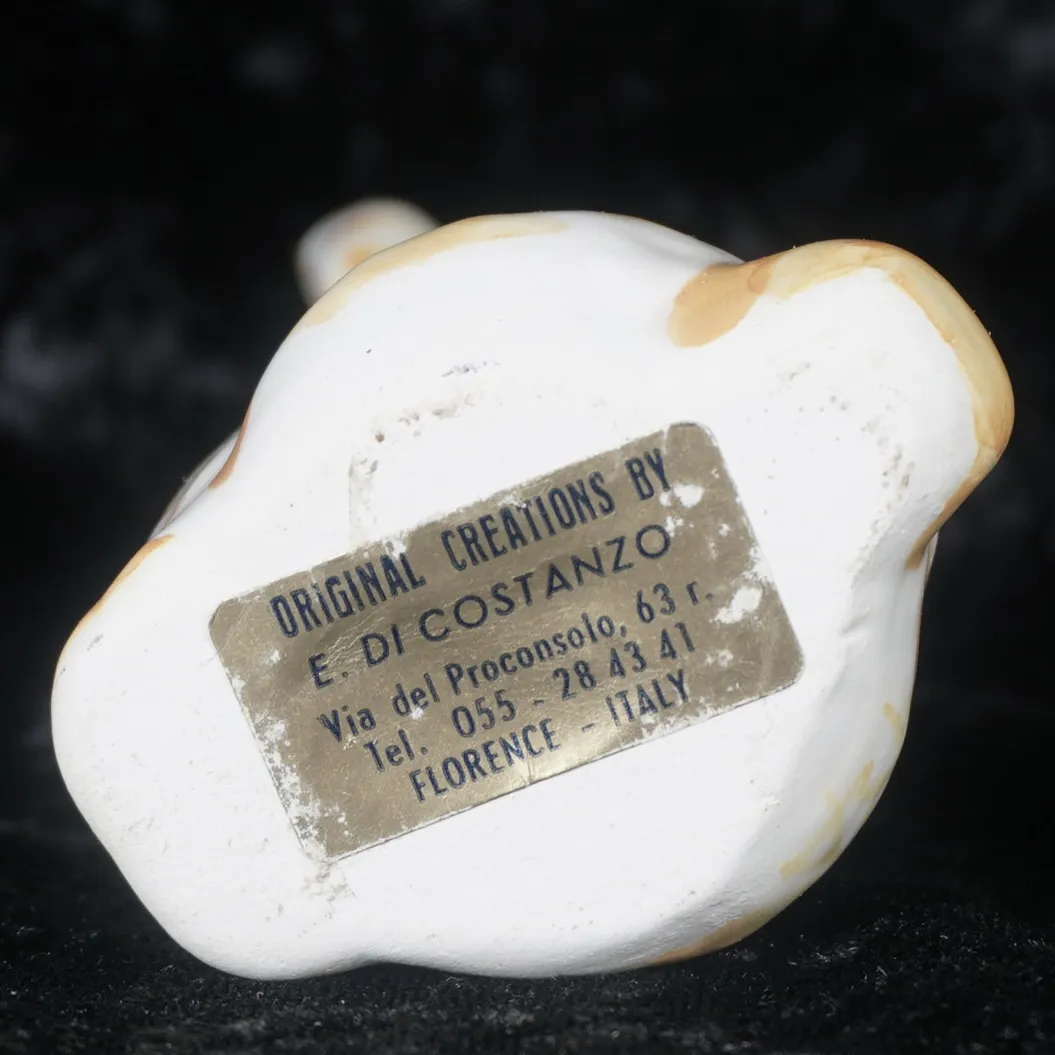 ORIGINAL CREATIONS BY
E. DI COSTANZO
Via del Proconsolo, 63 r.
Tel. 055 - 28 43 41
FLORENCE - ITALY